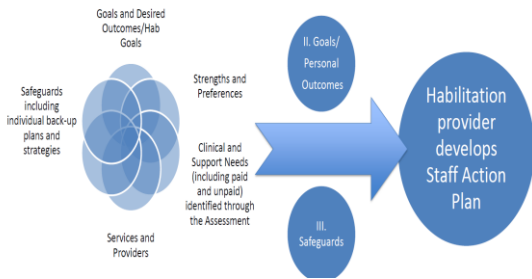 Goals and Desired
Outcomes/Hab
Goals
Safeguards
including
individual back-up
plans and
strategies
Strengths and
Preferences
Clinical and
Support Needs
(including paid
and unpaid)
identified through
the Assessment
Services and
Providers
II. Goals/
Personal
Outcomes
III.
Safeguards
Habilitation
provider
develops
Staff Action
Plan